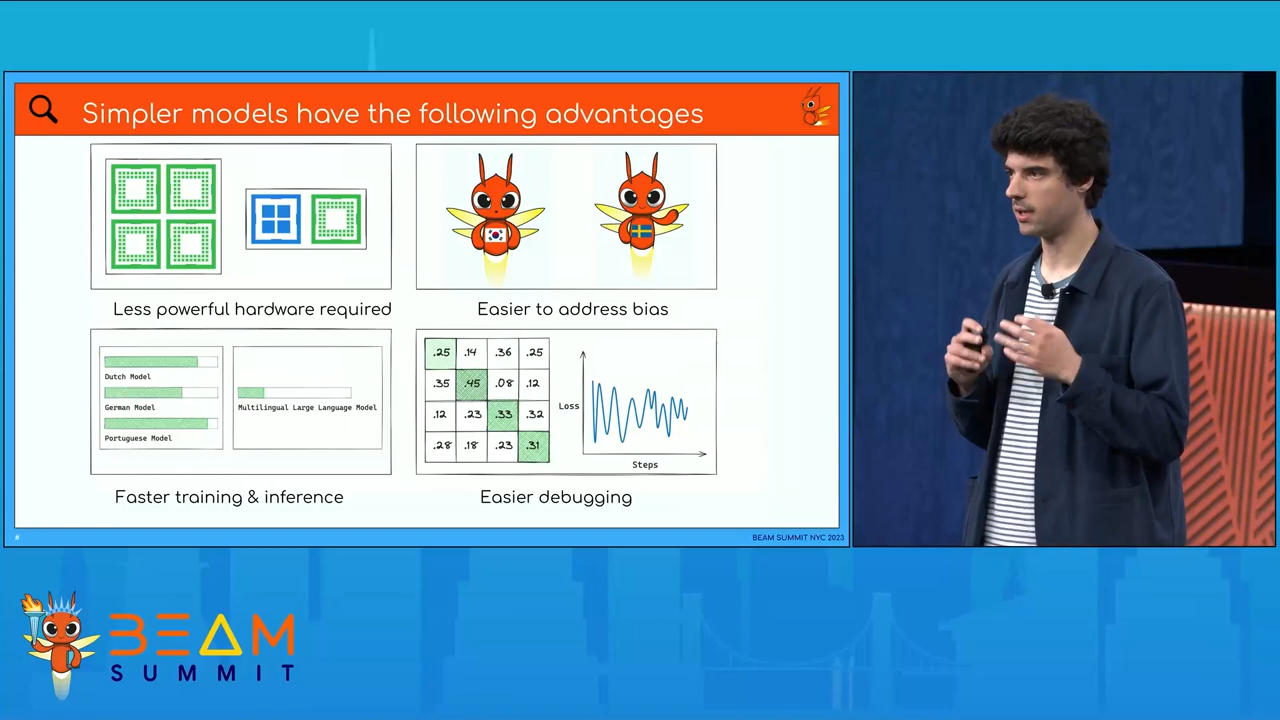 Simpler models have the following advantages
Less powerful hardware required
Easier to address bias
Dutch Model
German Model
Portuguese Model
Multilingual Large Language Model
Faster training & inference
.25 .14 .36 .25
.35 .45 .08 .12
.12 .23 .33 .32
.28 .18 .23 .31
Loss
Steps
Easier debugging
#
BEAM SUMMIT NYC 2023
BEAM
SUMMIT